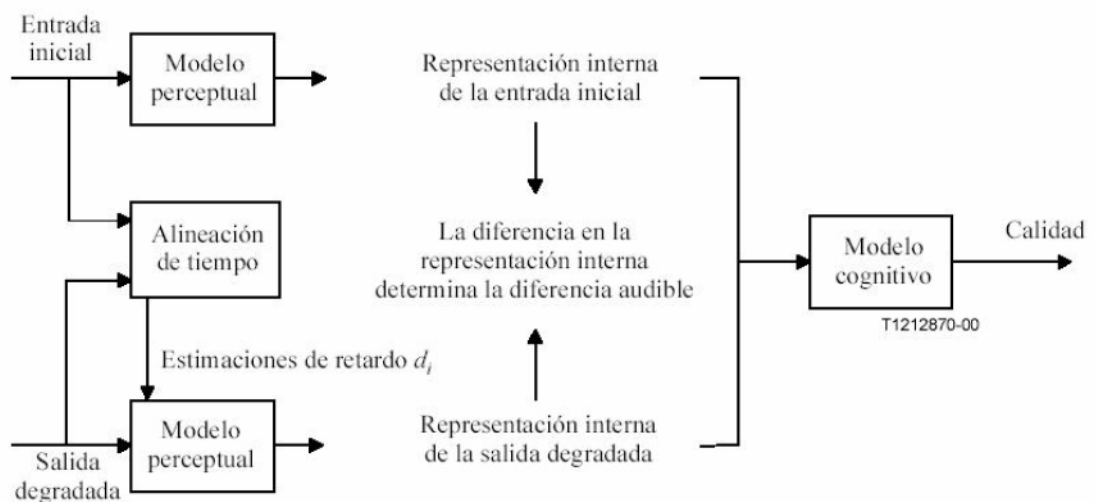 Entrada
inicial
Modelo
perceptual
Representación interna
de la entrada inicial
Alineación
de tiempo
La diferencia en la
representación interna
determina la diferencia audible
Modelo
cognitivo
Calidad
T1212870-00
Estimaciones de retardo di
Salida
degradada
Modelo
perceptual
Representación interna
de la salida degradada